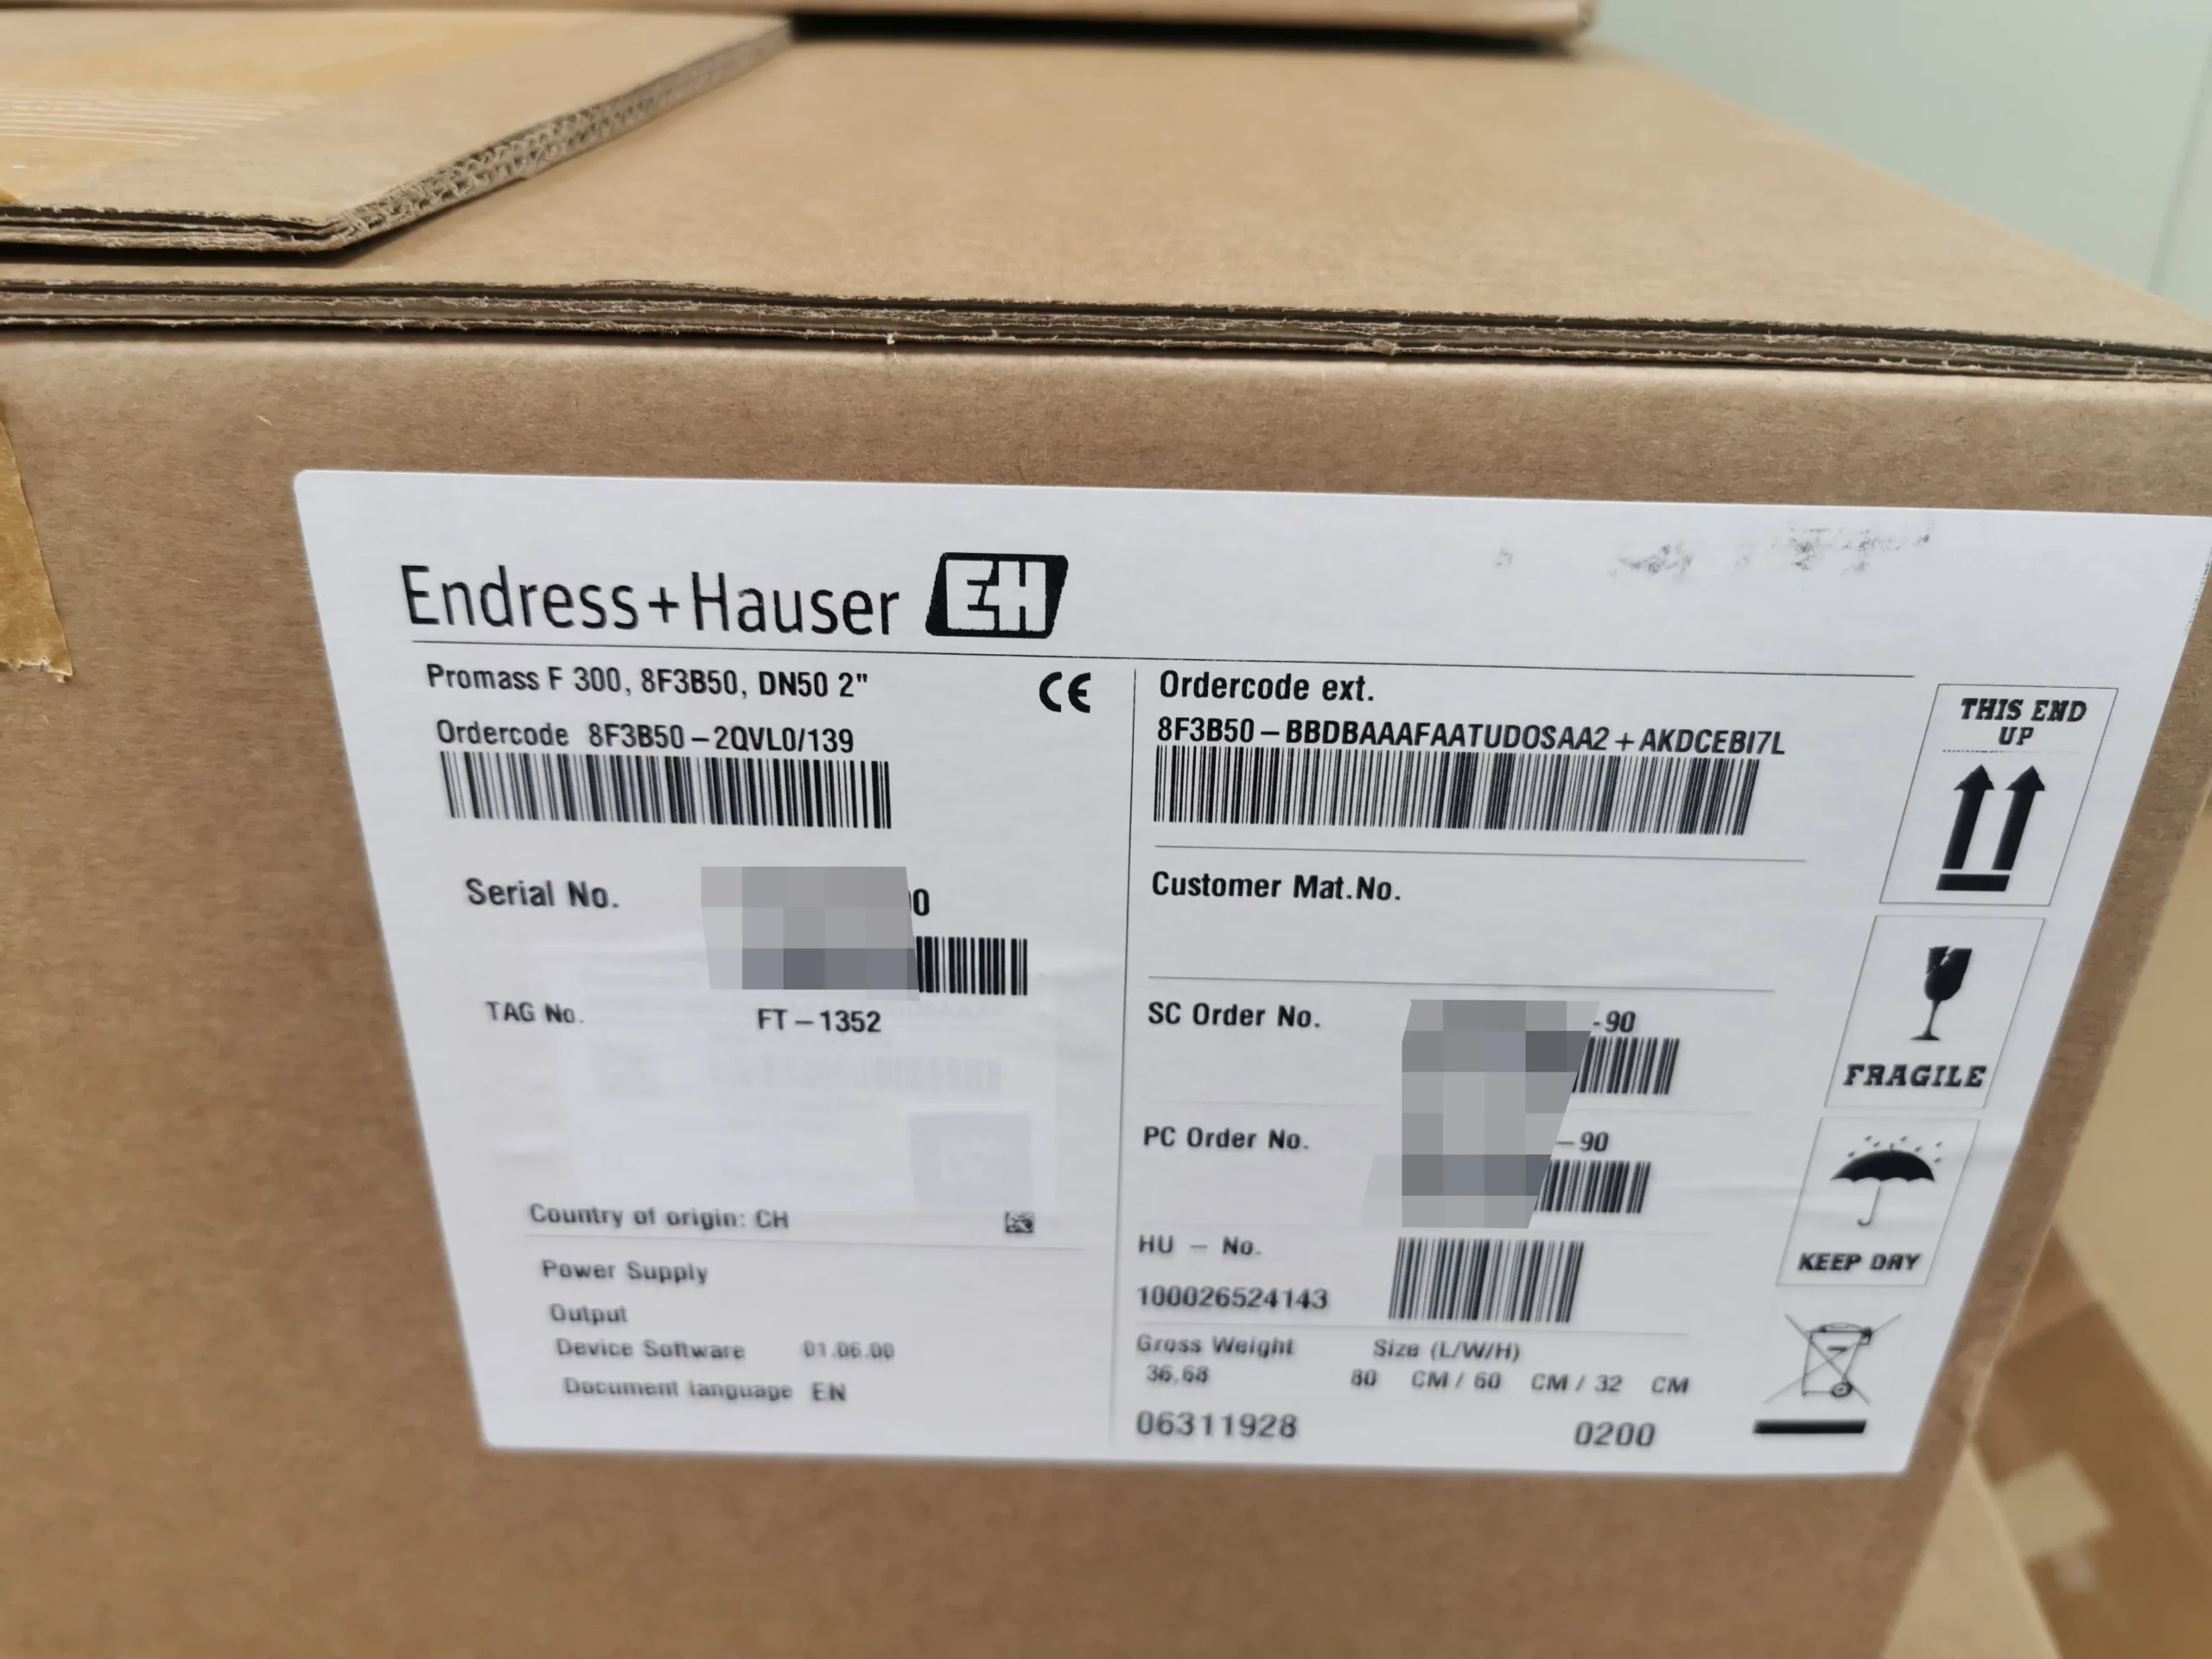 Endress+Hauser EH
Promass F 300, 8F3B50, DN50 2"
CE
Ordercode 8F3B50-2QVL0/139
Serial No.
0
TAG No. FT-1352
Country of origin: CH
Power Supply
Output
Device Software 01.06.00
Document language EN
Ordercode ext.
8F3B50-BBDBAAAFAATUDOSAA2+AKDCEBI7L
Customer Mat.No.
SC Order No. -90
PC Order No. -90
HU - No.
100026524143
Gross Weight Size (L/W/H)
36,68 80 CM / 60 CM / 32 CM
06311928 0200
THIS END
UP
FRAGILE
KEEP DRY